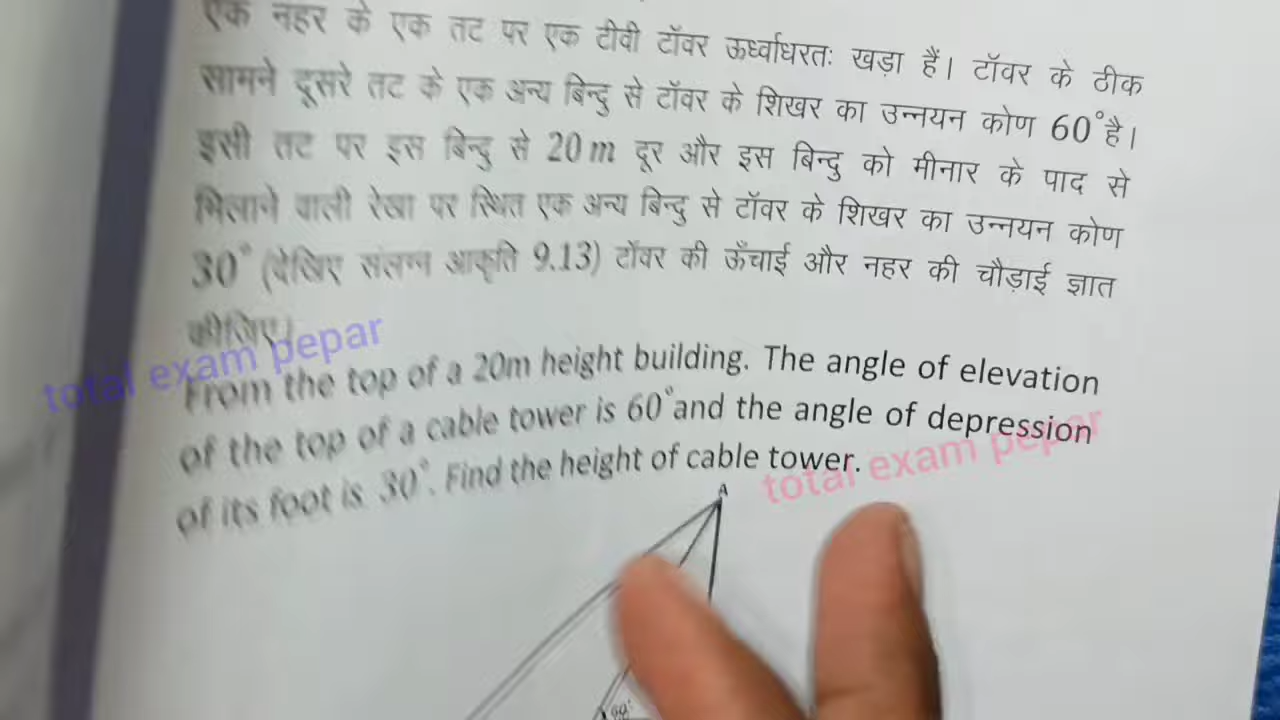 एक नहर के एक तट पर एक टीवी टॉवर ऊर्ध्वाधरतः खड़ा हैं। टॉवर के ठीक
सामने दूसरे तट के एक अन्य बिन्दु से टॉवर के शिखर का उन्नयन कोण 60° है।
इसी तट पर इस बिन्दु से 20 m दूर और इस बिन्दु को मीनार के पाद से
मिलाने वाली रेखा पर स्थित एक अन्य बिन्दु से टॉवर के शिखर का उन्नयन कोण
30° (देखिए संलग्न आकृति 9.13) टॉवर की ऊँचाई और नहर की चौड़ाई ज्ञात
कीजिए।
total exam pepar
From the top of a 20m height building. The angle of elevation
of the top of a cable tower is 60° and the angle of depression
of its foot is 30°. Find the height of cable tower.
total exam pepar
A
60°